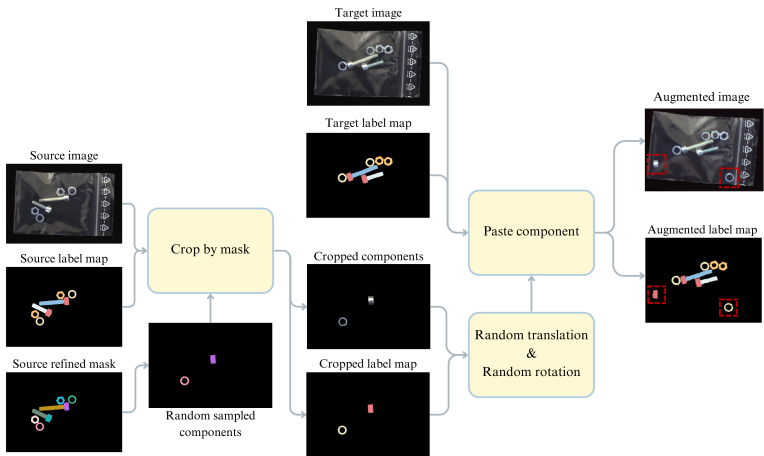 Target image
Target label map
Source image
Source label map
Source refined mask
Crop by mask
Random sampled
components
Cropped components
Cropped label map
Paste component
Random translation
&
Random rotation
Augmented image
Augmented label map